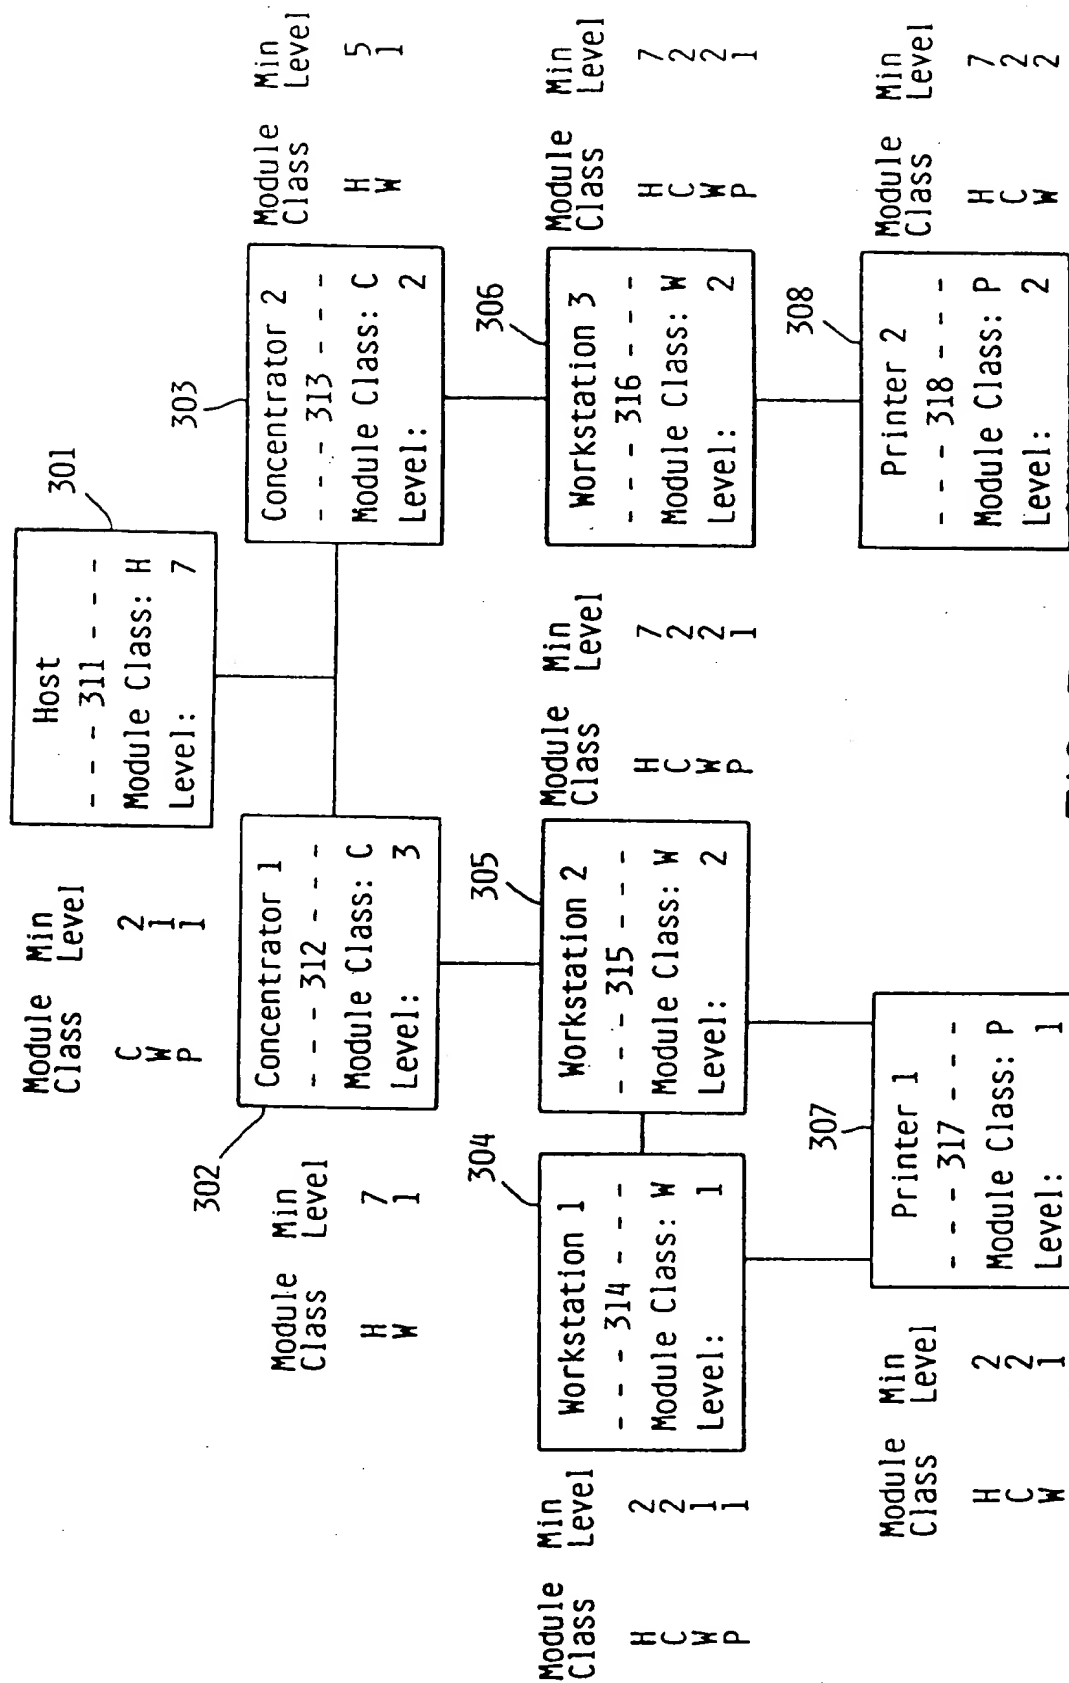 301
Host
- - - 311 - - - -
Module Class: H
Level: 7
Module Class Min Level
C 2
W 1
P 1
302
Concentrator 1
- - - - 312 - - - -
Module Class: C
Level: 3
Module Class Min Level
H 7
W 1
303
Concentrator 2
- - - 313 - - - -
Module Class: C
Level: 2
Module Class Min Level
H 5
W 1
304
Workstation 1
- - - 314 - - - -
Module Class: W
Level: 1
Module Class Min Level
H 2
C 2
W 1
P 1
305
Workstation 2
- - - 315 - - - -
Module Class: W
Level: 2
Module Class Min Level
H 7
C 2
W 2
P 1
306
Workstation 3
- - - 316 - - - -
Module Class: W
Level: 2
Module Class Min Level
H 7
C 2
W 2
P 1
307
Printer 1
- - - 317 - - - -
Module Class: P
Level: 1
Module Class Min Level
H 2
C 2
W 1
308
Printer 2
- - - 318 - - - -
Module Class: P
Level: 2
Module Class Min Level
H 7
C 2
W 2